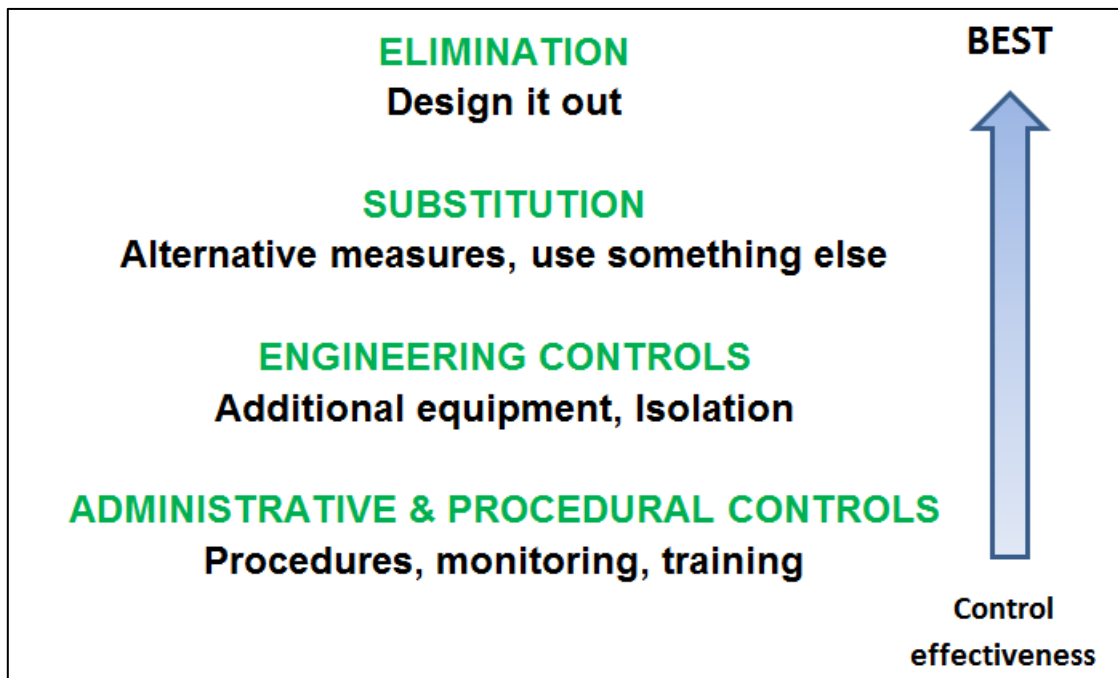 ELIMINATION
Design it out
SUBSTITUTION
Alternative measures, use something else
ENGINEERING CONTROLS
Additional equipment, Isolation
ADMINISTRATIVE & PROCEDURAL CONTROLS
Procedures, monitoring, training
BEST
Control
effectiveness